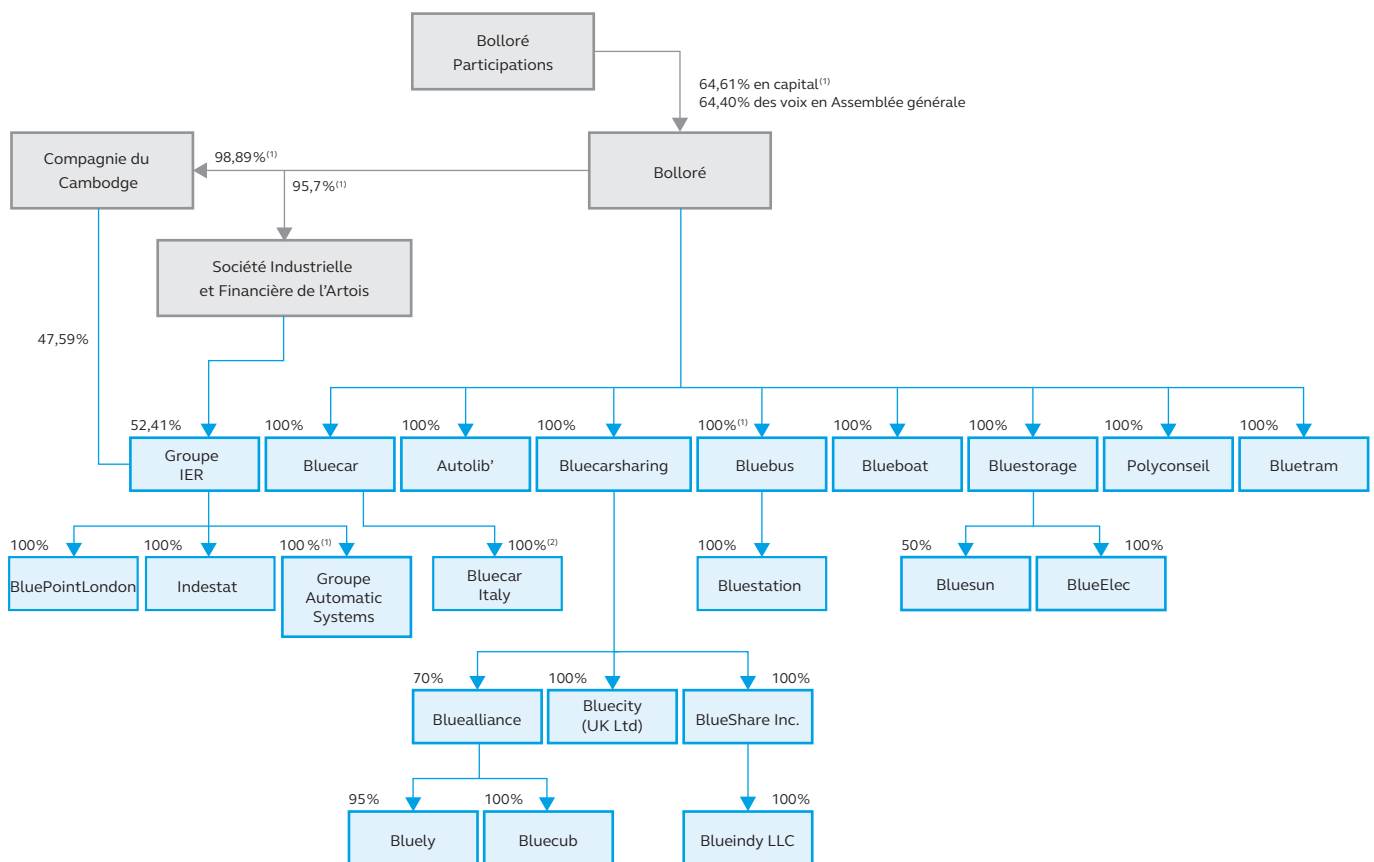 Bolloré
Participations
64,61% en capital(1)
64,40% des voix en Assemblée générale
Compagnie du
Cambodge
98,89%(1)
95,7%(1)
Bolloré
Société Industrielle
et Financière de l’Artois
47,59%
52,41%
100%
100%
100%
100%(1)
100%
100%
100%
100%
Groupe
IER
Bluecar
Autolib’
Bluecarsharing
Bluebus
Blueboat
Bluestorage
Polyconseil
Bluetram
100%
100%
100 %(1)
100%(2)
100%
50%
100%
BluePointLondon
Indestat
Groupe
Automatic
Systems
Bluecar
Italy
Bluestation
Bluesun
BlueElec
70%
100%
100%
Bluealliance
Bluecity
(UK Ltd)
BlueShare Inc.
95%
100%
100%
Bluely
Bluecub
Blueindy LLC